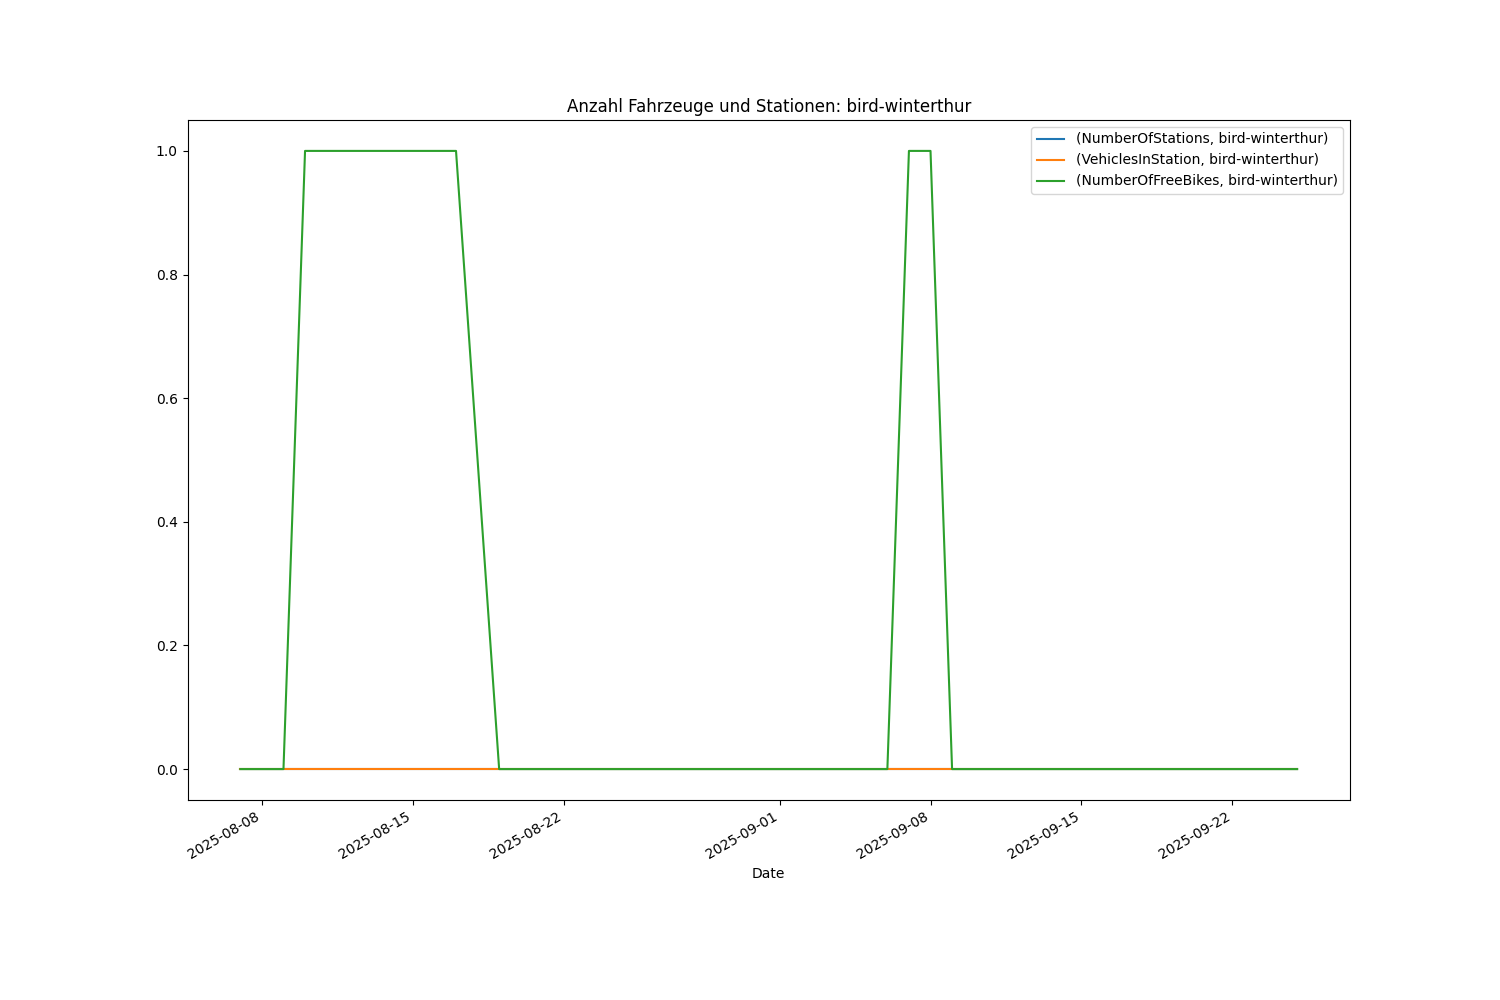 Anzahl Fahrzeuge und Stationen: bird-winterthur
(NumberOfStations, bird-winterthur)
(VehiclesInStation, bird-winterthur)
(NumberOfFreeBikes, bird-winterthur)
1.0
0.8
0.6
0.4
0.2
0.0
2025-08-08
2025-08-15
2025-08-22
2025-09-01
2025-09-08
2025-09-15
2025-09-22
Date